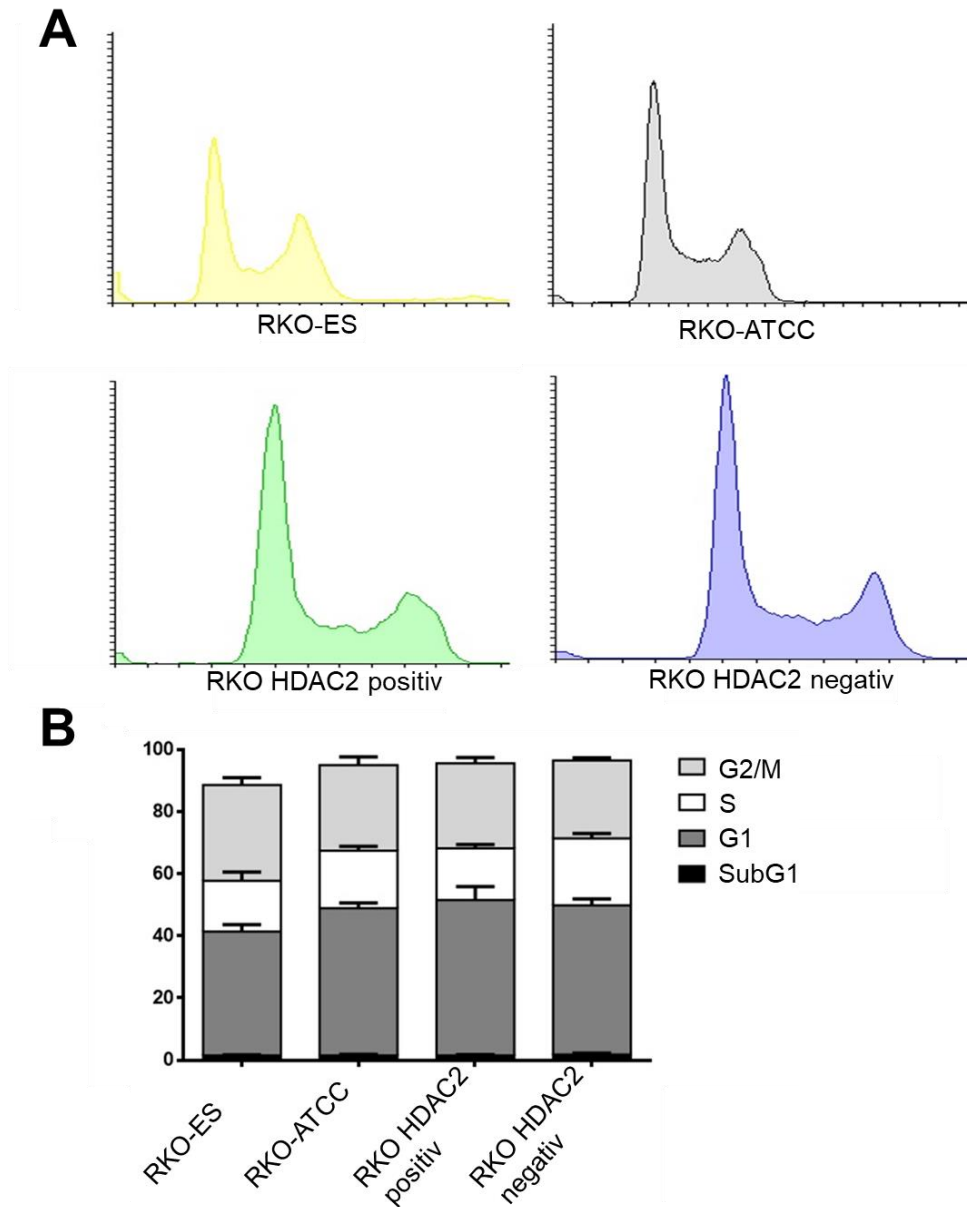 A
RKO-ES
RKO-ATCC
RKO HDAC2 positiv
RKO HDAC2 negativ
B
100
80
60
40
20
0
G2/M
S
G1
SubG1
RKO-ES
RKO-ATCC
RKO HDAC2
positiv
RKO HDAC2
negativ